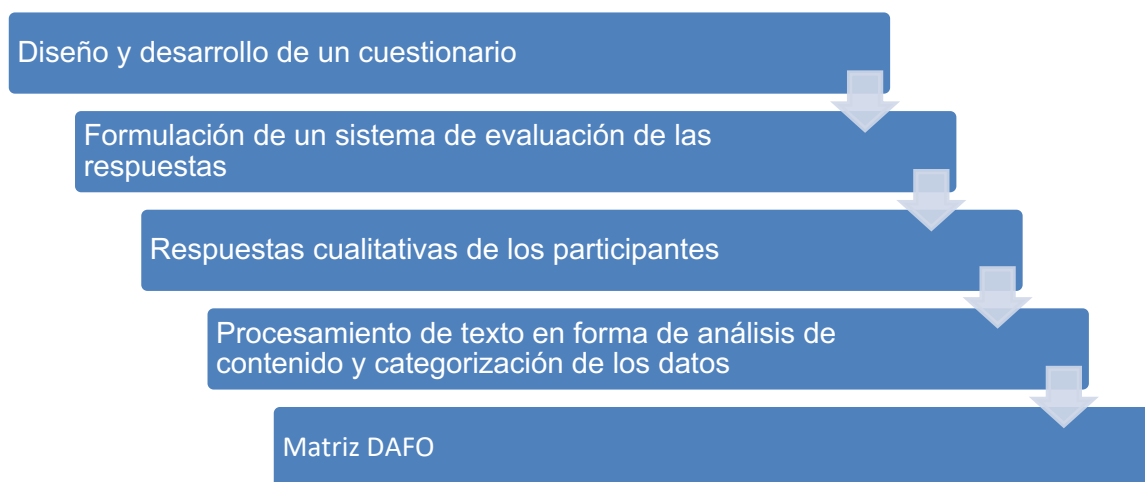 Diseño y desarrollo de un cuestionario
Formulación de un sistema de evaluación de las
respuestas
Respuestas cualitativas de los participantes
Procesamiento de texto en forma de análisis de
contenido y categorización de los datos
Matriz DAFO